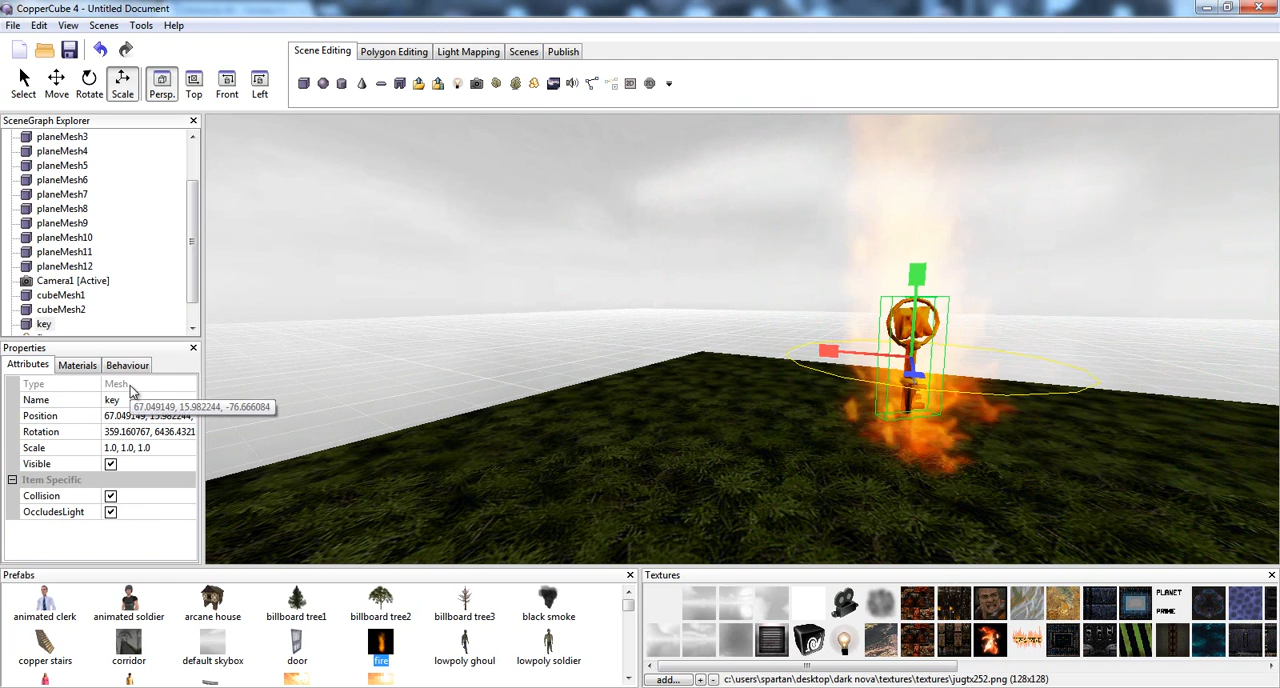 CopperCube 4 - Untitled Document
File Edit View Scenes Tools Help
Scene Editing Polygon Editing Light Mapping Scenes Publish
Select Move Rotate Scale Persp. Top Front Left
SceneGraph Explorer
planeMesh3
planeMesh4
planeMesh5
planeMesh6
planeMesh7
planeMesh8
planeMesh9
planeMesh10
planeMesh11
planeMesh12
Camera1 [Active]
cubeMesh1
cubeMesh2
key
Properties
Attributes Materials Behaviour
Type Mesh
Name key
67.049149, 15.982244, -76.666084
Position 67.049149, 15.982244,
Rotation 359.160767, 6436.4321
Scale 1.0, 1.0, 1.0
Visible
Item Specific
Collision
OccludesLight
Prefabs
animated clerk animated soldier arcane house billboard tree1 billboard tree2 billboard tree3 black smoke
copper stairs corridor default skybox door fire lowpoly ghoul lowpoly soldier
Textures
PLANET
PRIME
add... + - c:\users\spartan\desktop\dark nova\textures\textures\jugtx252.png (128x128)